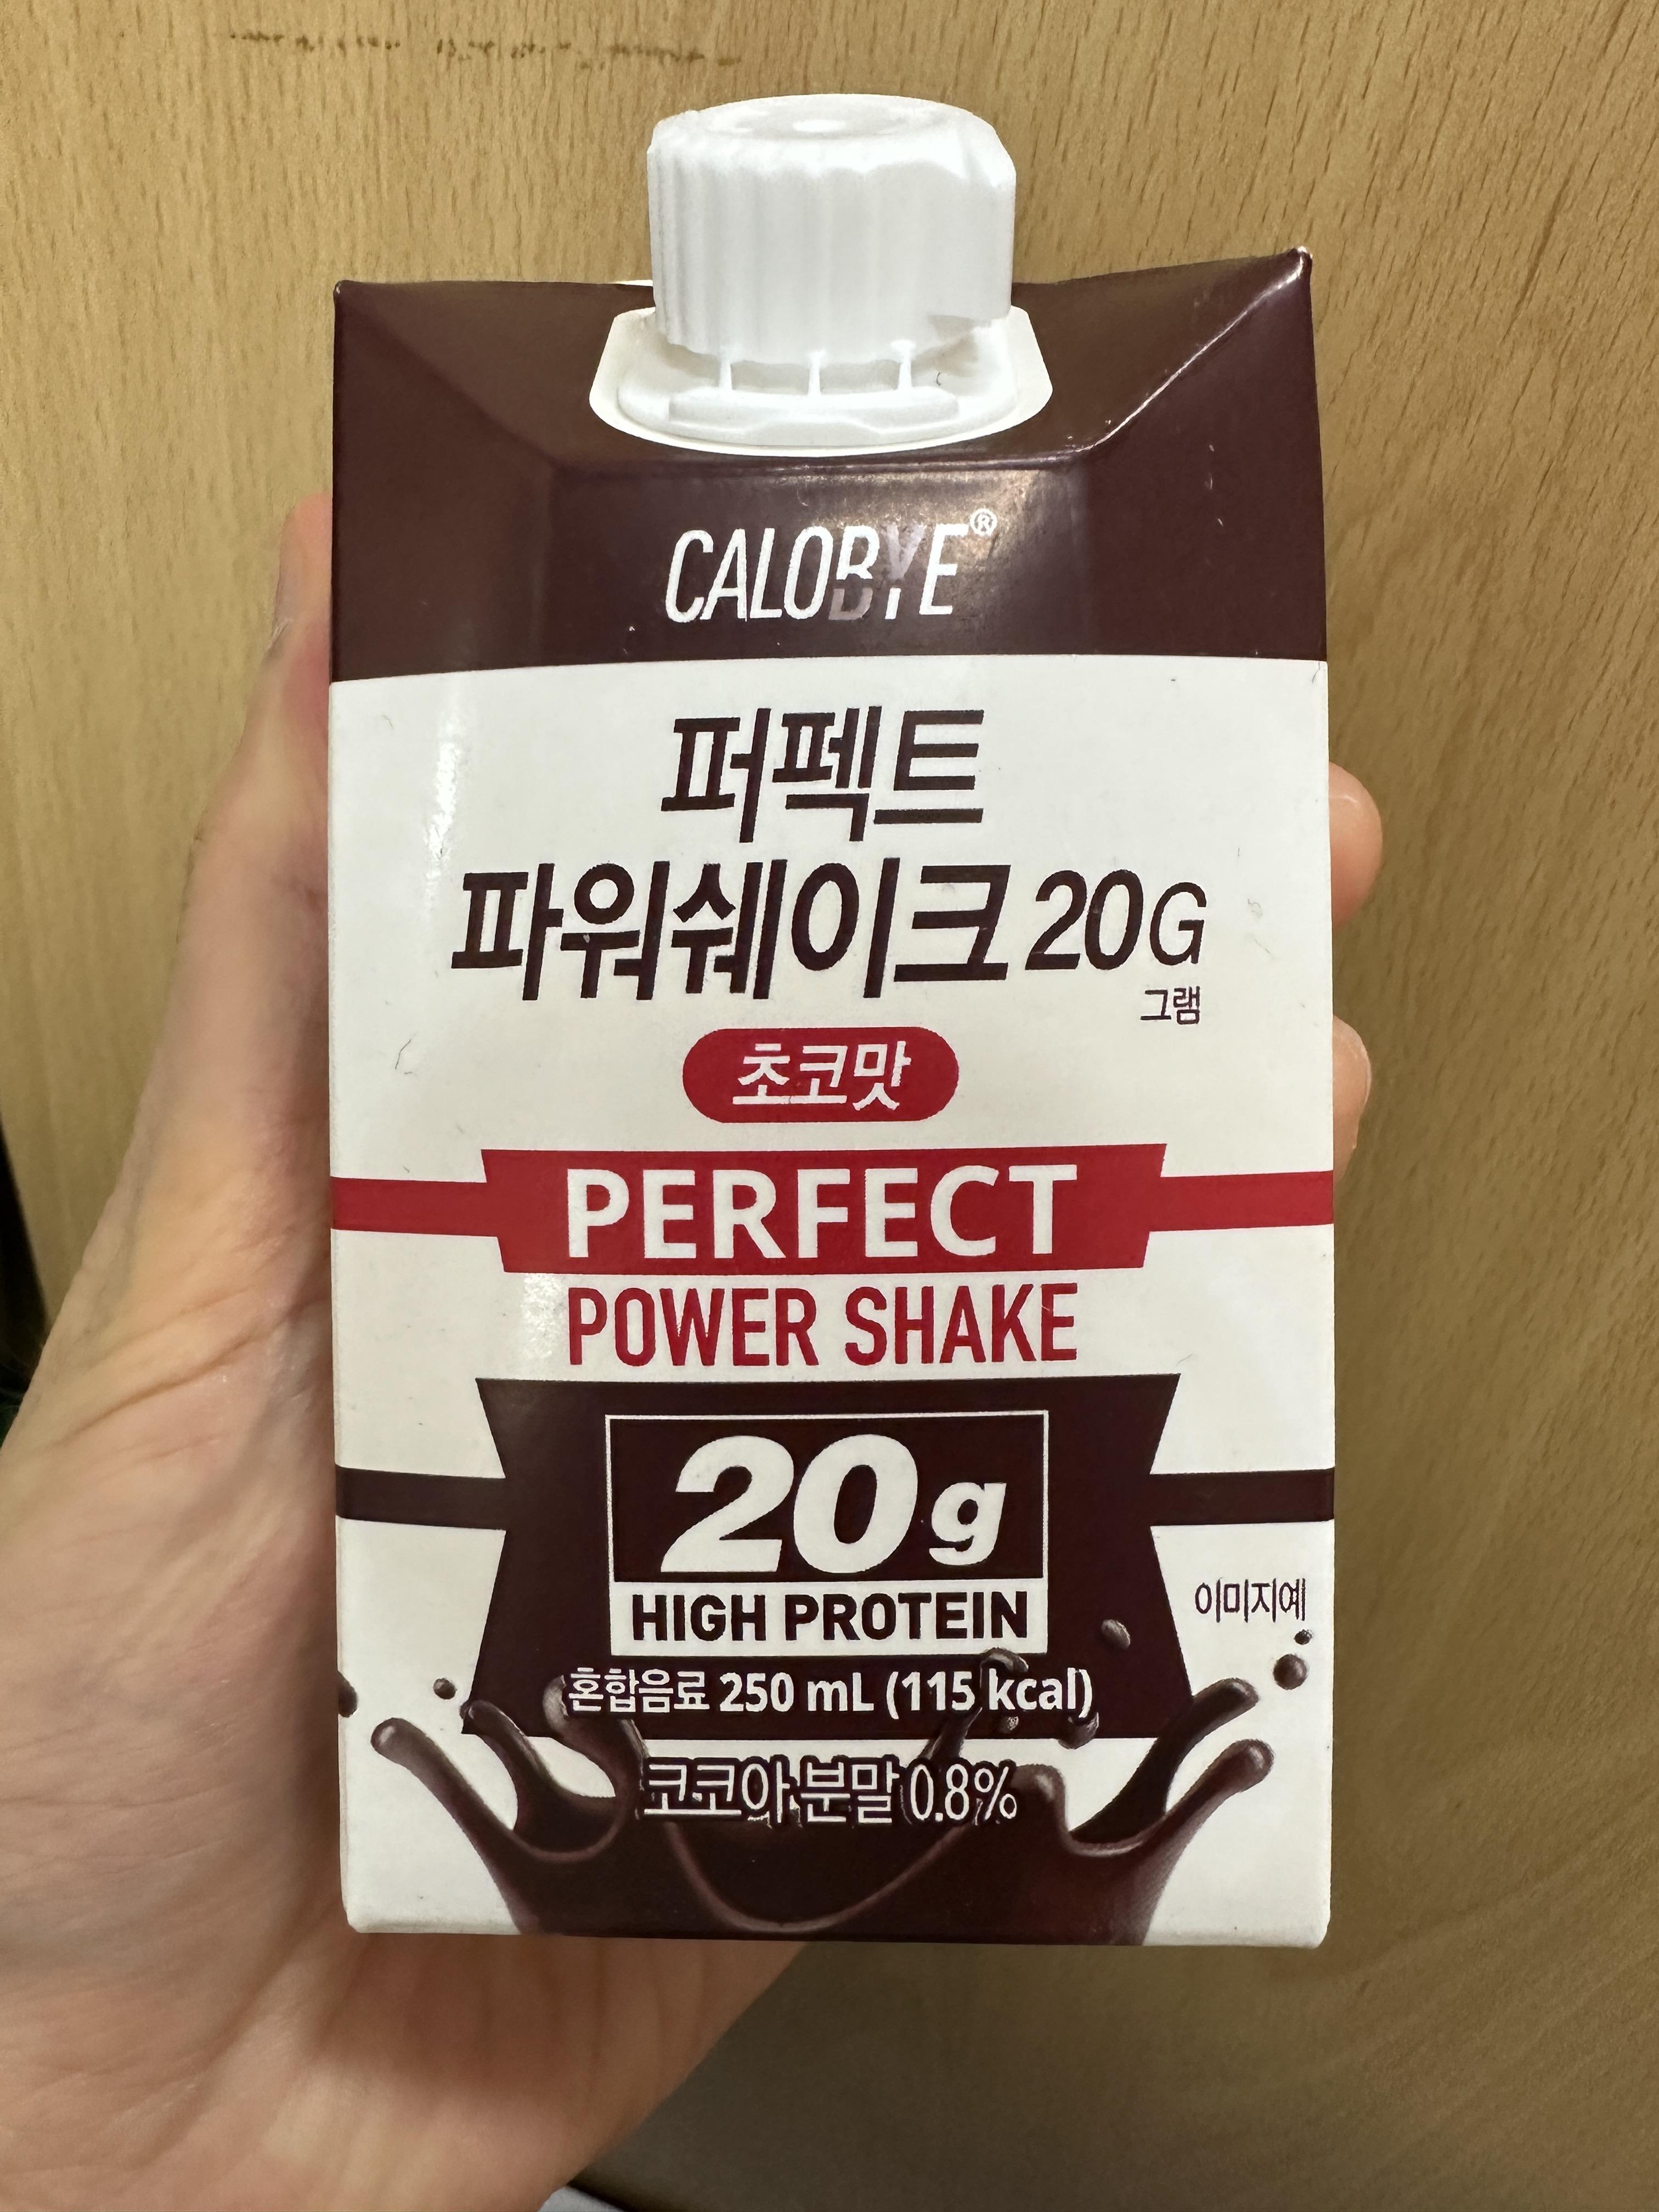 CALOBYE®
퍼펙트
파워쉐이크 20G
그램
초코맛
PERFECT
POWER SHAKE
20g
HIGH PROTEIN
이미지예
혼합음료 250 mL (115 kcal)
코코아 분말 0.8%